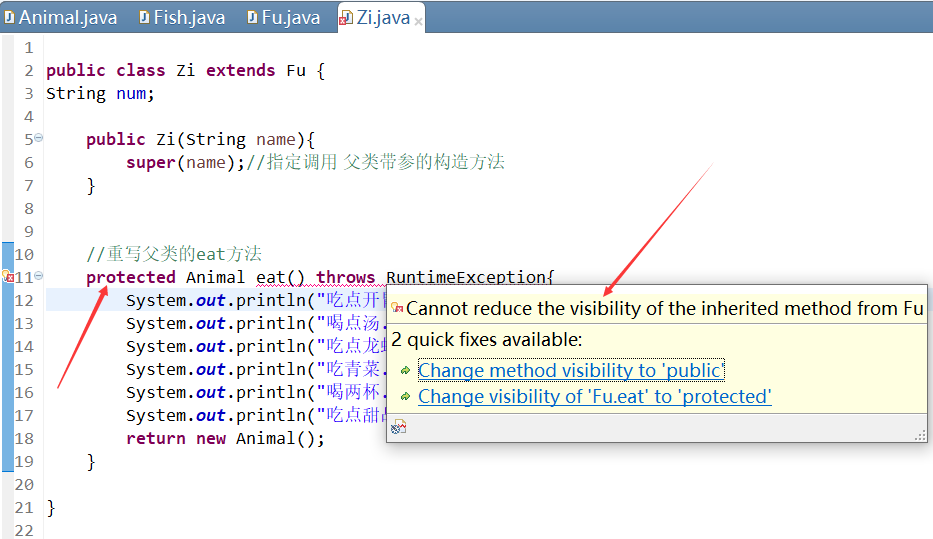 Animal.java Fish.java Fu.java Zi.java
1
2 public class Zi extends Fu {
3 String num;
4
5 public Zi(String name){
6 super(name);//指定调用 父类带参的构造方法
7 }
8
9
10 //重写父类的eat方法
11 protected Animal eat() throws RuntimeException{
12 System.out.println("吃点开
13 System.out.println("喝点汤.
14 System.out.println("吃点龙
15 System.out.println("吃青菜.
16 System.out.println("喝两杯.
17 System.out.println("吃点甜
18 return new Animal();
19 }
20
21 }
22
Cannot reduce the visibility of the inherited method from Fu
2 quick fixes available:
Change method visibility to 'public'
Change visibility of 'Fu.eat' to 'protected'